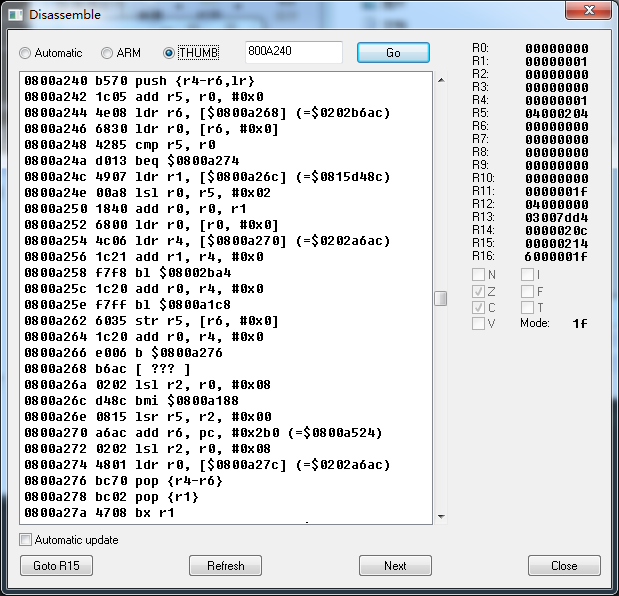 Disassemble
Automatic ARM THUMB 800A240 Go
0800a240 b570 push {r4-r6,lr}
0800a242 1c05 add r5, r0, #0x0
0800a244 4e08 ldr r6, [$0800a268] (=$0202b6ac)
0800a246 6830 ldr r0, [r6, #0x0]
0800a248 4285 cmp r5, r0
0800a24a d013 beq $0800a274
0800a24c 4907 ldr r1, [$0800a26c] (=$0815d48c)
0800a24e 00a8 lsl r0, r5, #0x02
0800a250 1840 add r0, r0, r1
0800a252 6800 ldr r0, [r0, #0x0]
0800a254 4c06 ldr r4, [$0800a270] (=$0202a6ac)
0800a256 1c21 add r1, r4, #0x0
0800a258 f7f8 bl $08002ba4
0800a25c 1c20 add r0, r4, #0x0
0800a25e f7ff bl $0800a1c8
0800a262 6035 str r5, [r6, #0x0]
0800a264 1c20 add r0, r4, #0x0
0800a266 e006 b $0800a276
0800a268 b6ac [ ??? ]
0800a26a 0202 lsl r2, r0, #0x08
0800a26c d48c bmi $0800a188
0800a26e 0815 lsr r5, r2, #0x00
0800a270 a6ac add r6, pc, #0x2b0 (=$0800a524)
0800a272 0202 lsl r2, r0, #0x08
0800a274 4801 ldr r0, [$0800a27c] (=$0202a6ac)
0800a276 bc70 pop {r4-r6}
0800a278 bc02 pop {r1}
0800a27a 4708 bx r1
R0: 00000000
R1: 00000001
R2: 00000000
R3: 00000000
R4: 00000001
R5: 04000204
R6: 00000000
R7: 00000000
R8: 00000000
R9: 00000000
R10: 00000000
R11: 0000001f
R12: 04000000
R13: 03007dd4
R14: 0000020c
R15: 00000214
R16: 6000001f
N I
Z F
C T
V Mode: 1f
Automatic update
Goto R15 Refresh Next Close